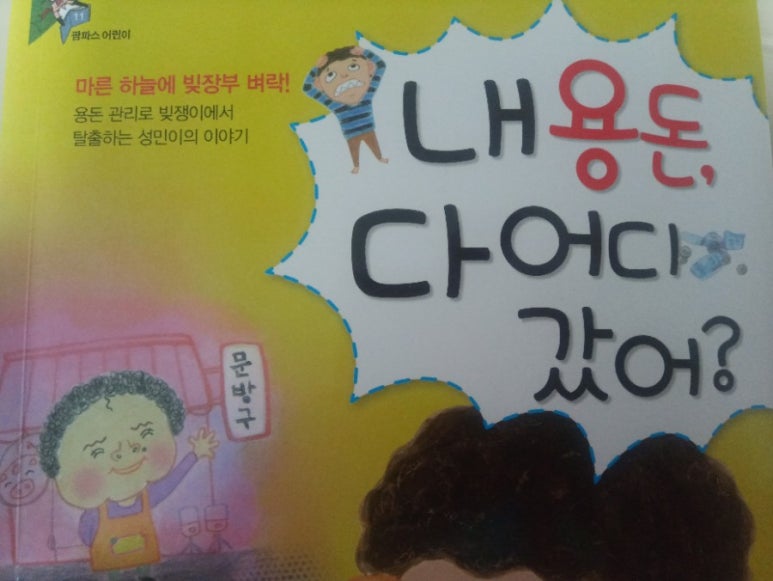 11
팜파스 어린이
마른 하늘에 빚장부 벼락!
용돈 관리로 빚쟁이에서
탈출하는 성민이의 이야기
내 용돈,
다 어디
갔어?
문방구